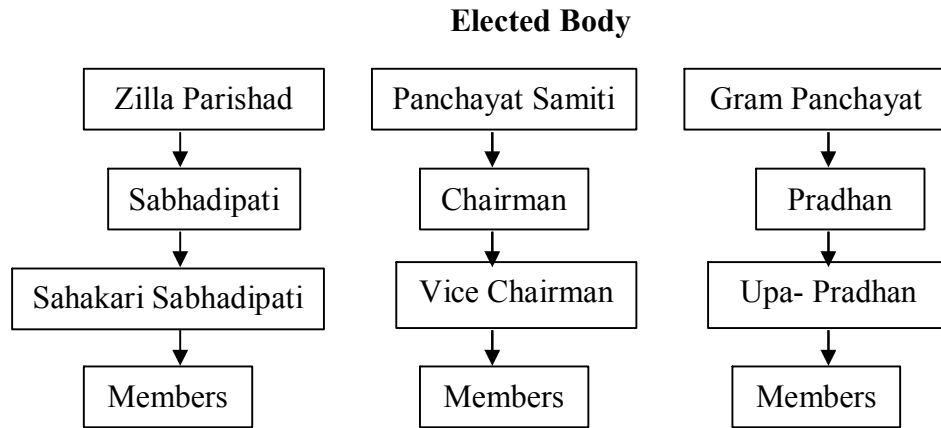 Elected Body
Zilla Parishad
Sabhadipati
Sahakari Sabhadipati
Members
Panchayat Samiti
Chairman
Vice Chairman
Members
Gram Panchayat
Pradhan
Upa- Pradhan
Members